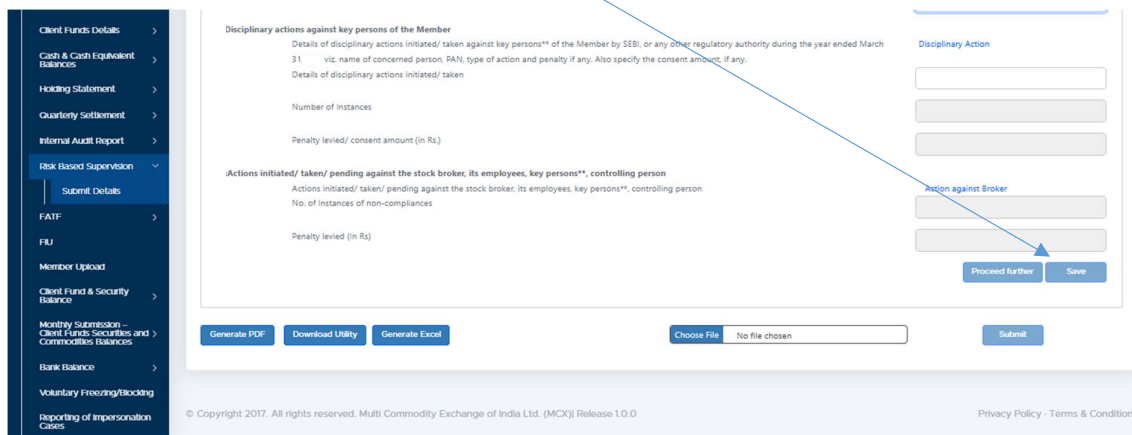 Client Funds Details
Cash & Cash Equivalent
Balances
Holding Statement
Quarterly Settlement
Internal Audit Report
Risk Based Supervision
Submit Details
FATF
FIU
Member Upload
Client Fund & Security
Balance
Monthly Submission –
Client Funds Securities and
Commodities Balances
Bank Balance
Voluntary Freezing/Blocking
Reporting of Impersonation
Cases
Disciplinary actions against key persons of the Member
Details of disciplinary actions initiated/ taken against key persons** of the Member by SEBI, or any other regulatory authority during the year ended March
31 viz. name of concerned person, PAN, type of action and penalty if any. Also specify the consent amount, if any.
Disciplinary Action
Details of disciplinary actions initiated/ taken
Number of Instances
Penalty levied/ consent amount (in Rs.)
:Actions initiated/ taken/ pending against the stock broker, its employees, key persons**, controlling person
Actions initiated/ taken/ pending against the stock broker, its employees, key persons**, controlling person
Action against Broker
No. of Instances of non-compliances
Penalty levied (In Rs)
Proceed further
Save
Generate PDF
Download Utility
Generate Excel
Choose File
No file chosen
Submit
© Copyright 2017. All rights reserved. Multi Commodity Exchange of India Ltd. (MCX)| Release 1.0.0
Privacy Policy · Terms & Condition